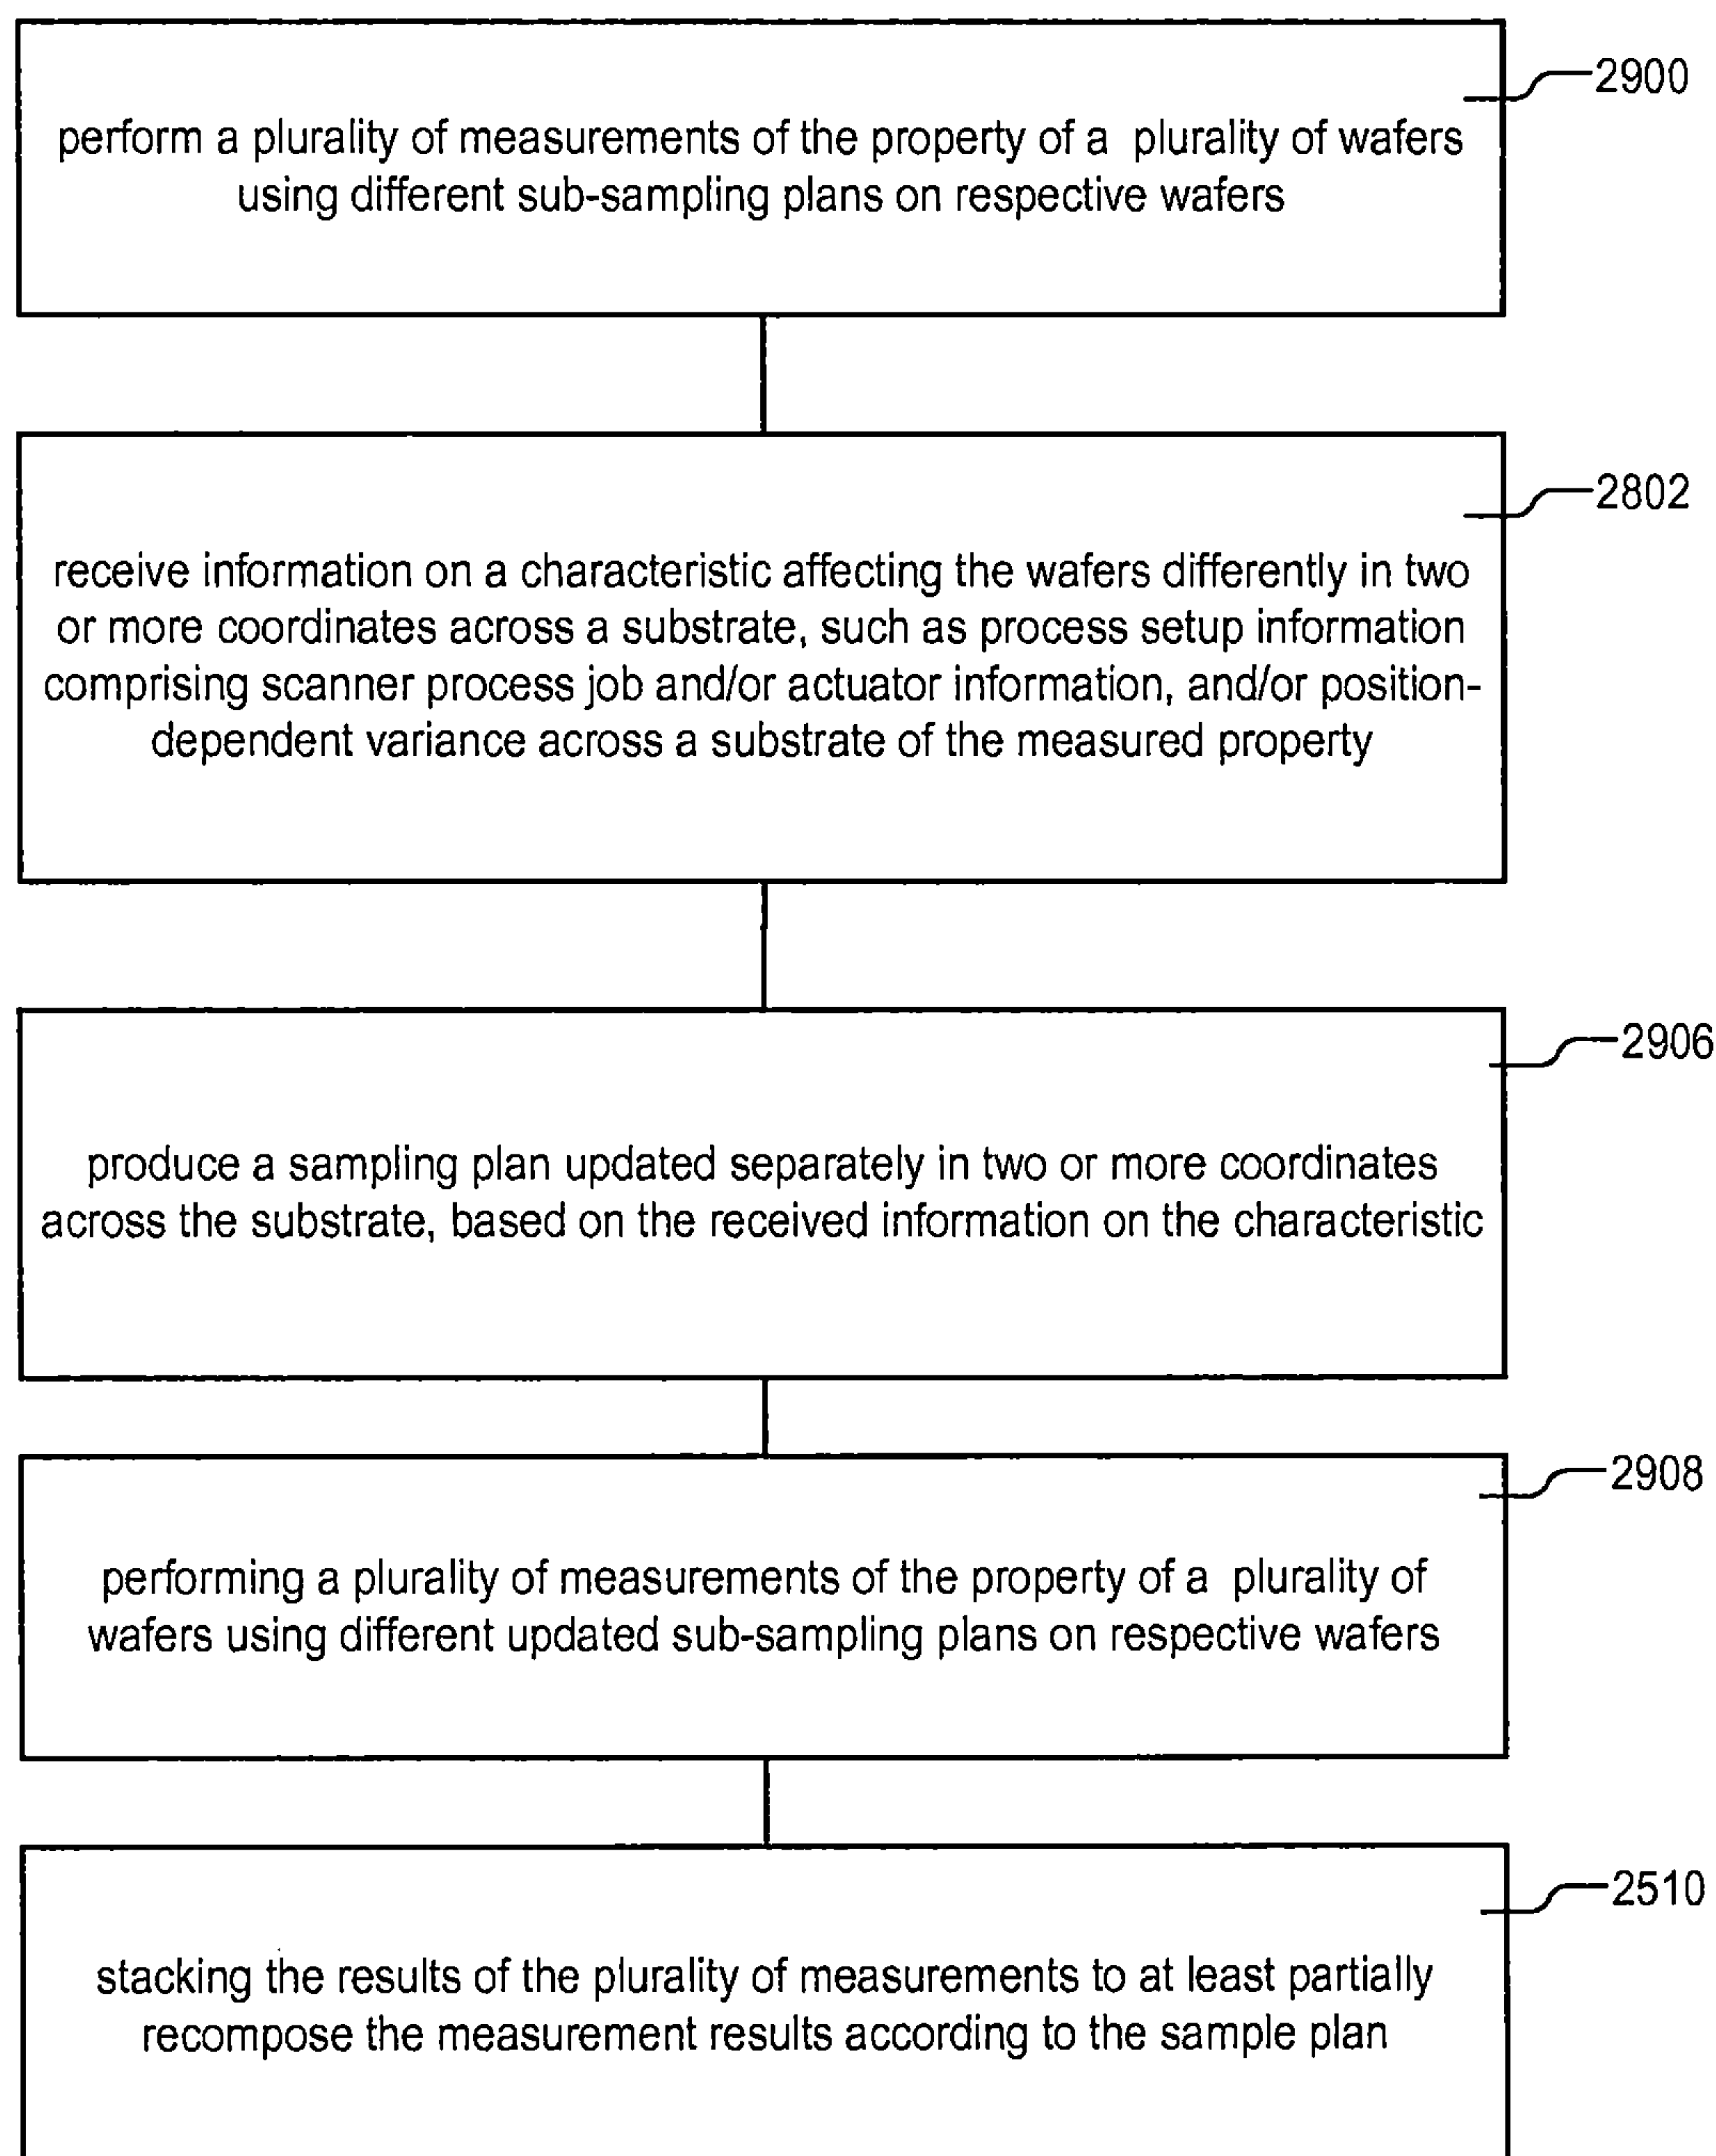 2900
perform a plurality of measurements of the property of a plurality of wafers
using different sub-sampling plans on respective wafers
2802
receive information on a characteristic affecting the wafers differently in two
or more coordinates across a substrate, such as process setup information
comprising scanner process job and/or actuator information, and/or position-
dependent variance across a substrate of the measured property
2906
produce a sampling plan updated separately in two or more coordinates
across the substrate, based on the received information on the characteristic
2908
performing a plurality of measurements of the property of a plurality of
wafers using different updated sub-sampling plans on respective wafers
2510
stacking the results of the plurality of measurements to at least partially
recompose the measurement results according to the sample plan